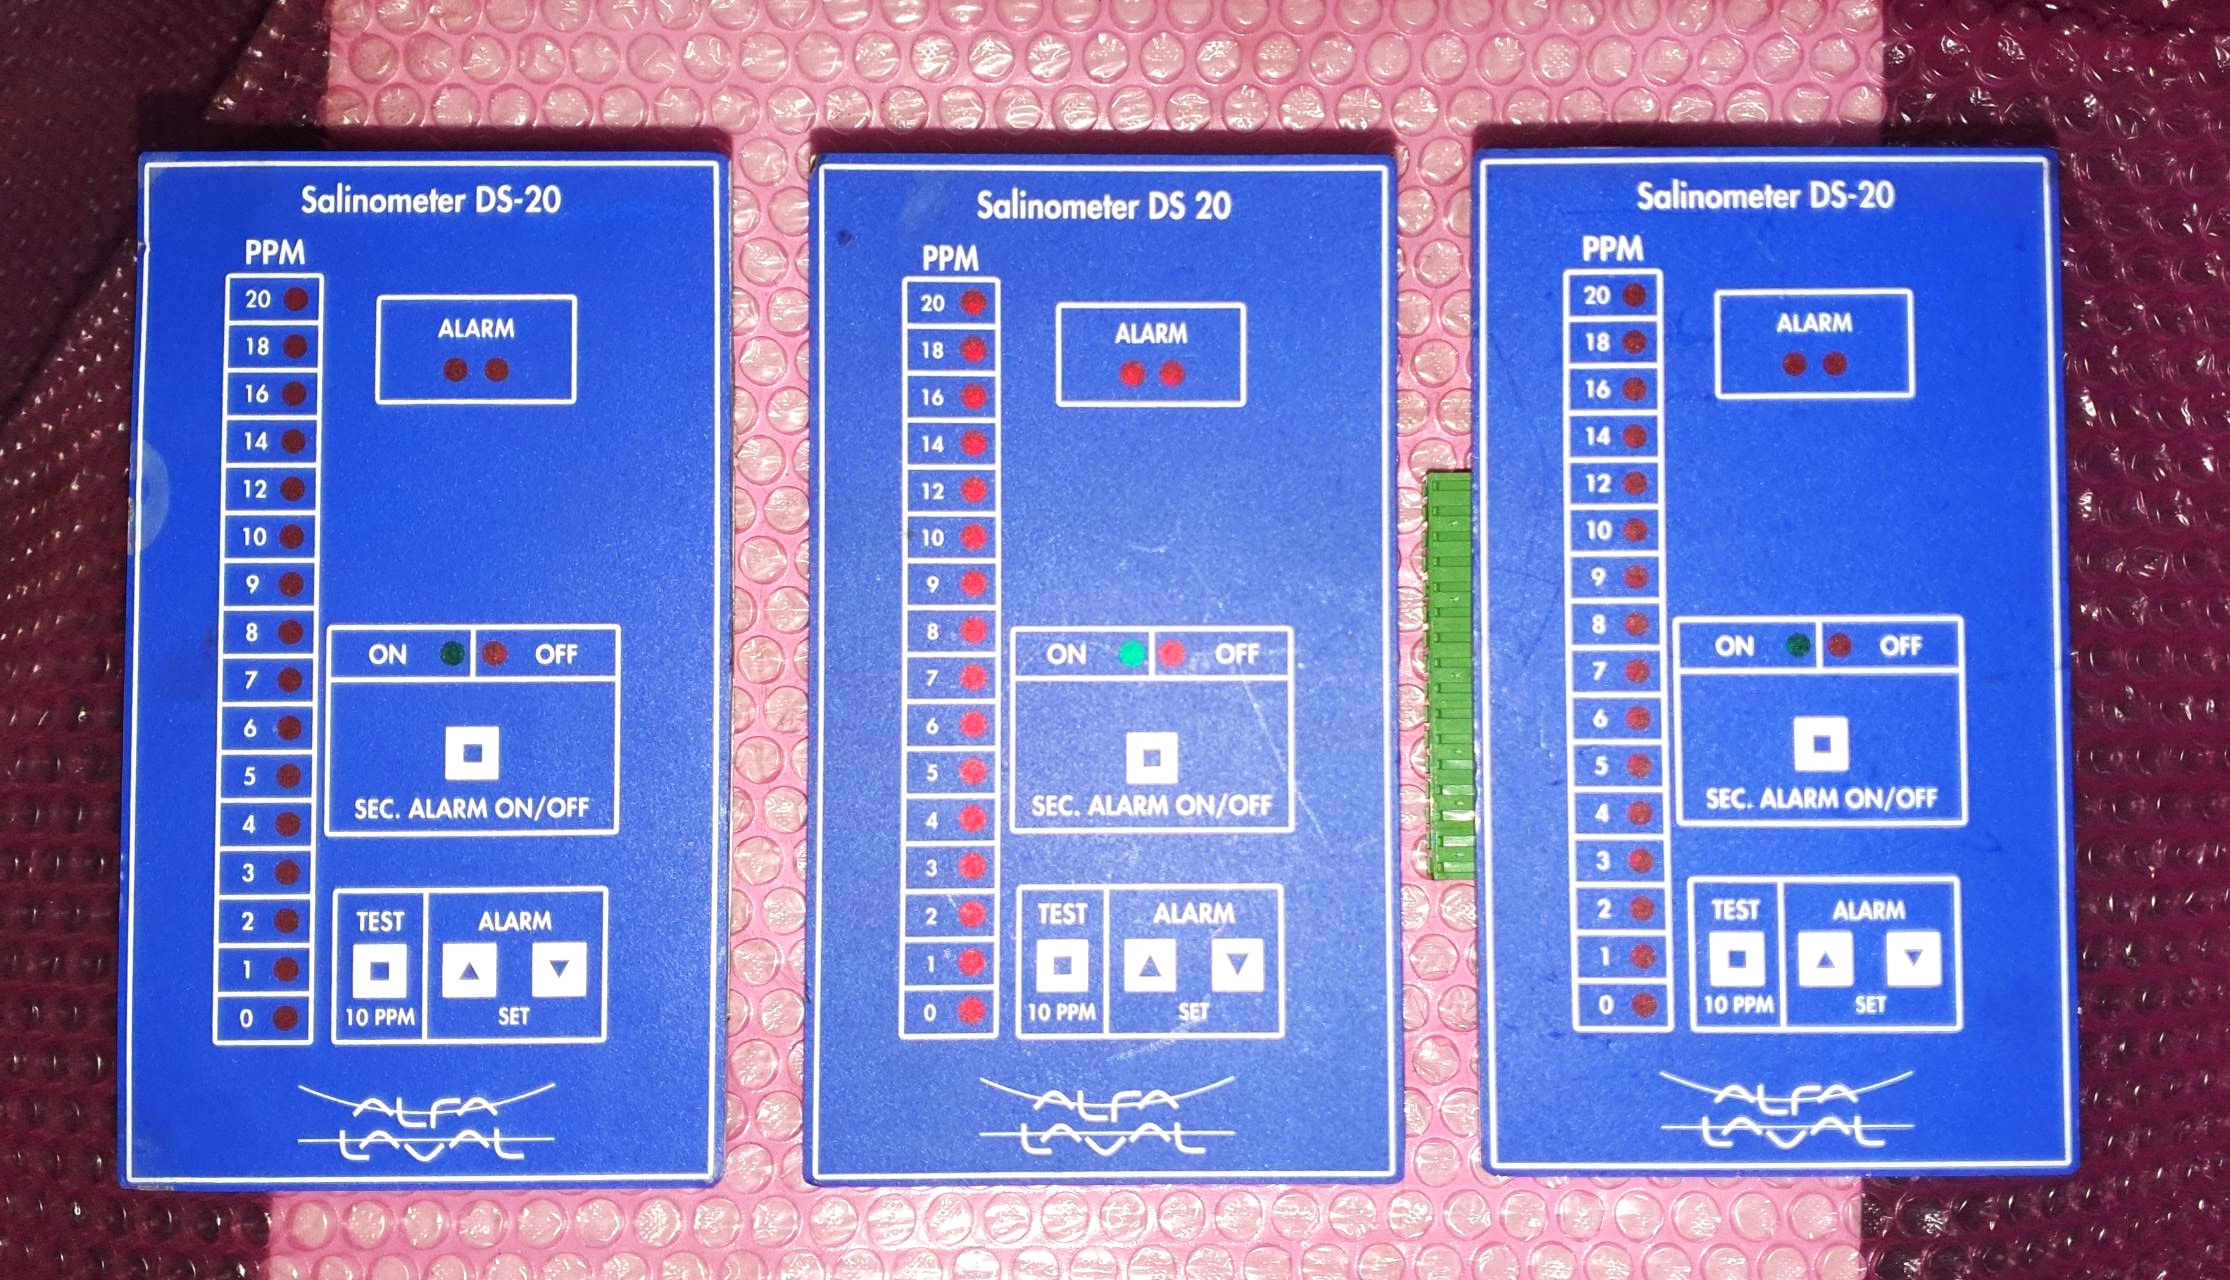 Salinometer DS-20
PPM
20
ALARM
18
16
14
12
10
9
8
ON OFF
7
6
5
SEC. ALARM ON/OFF
4
3
2
TEST ALARM
1
0
10 PPM SET
ALFA
LAVAL
Salinometer DS 20
PPM
20
ALARM
18
16
14
12
10
9
8
ON OFF
7
6
5
SEC. ALARM ON/OFF
4
3
2
TEST ALARM
1
0
10 PPM SET
ALFA
LAVAL
Salinometer DS-20
PPM
20
ALARM
18
16
14
12
10
9
8
ON OFF
7
6
5
SEC. ALARM ON/OFF
4
3
2
TEST ALARM
1
0
10 PPM SET
ALFA
LAVAL